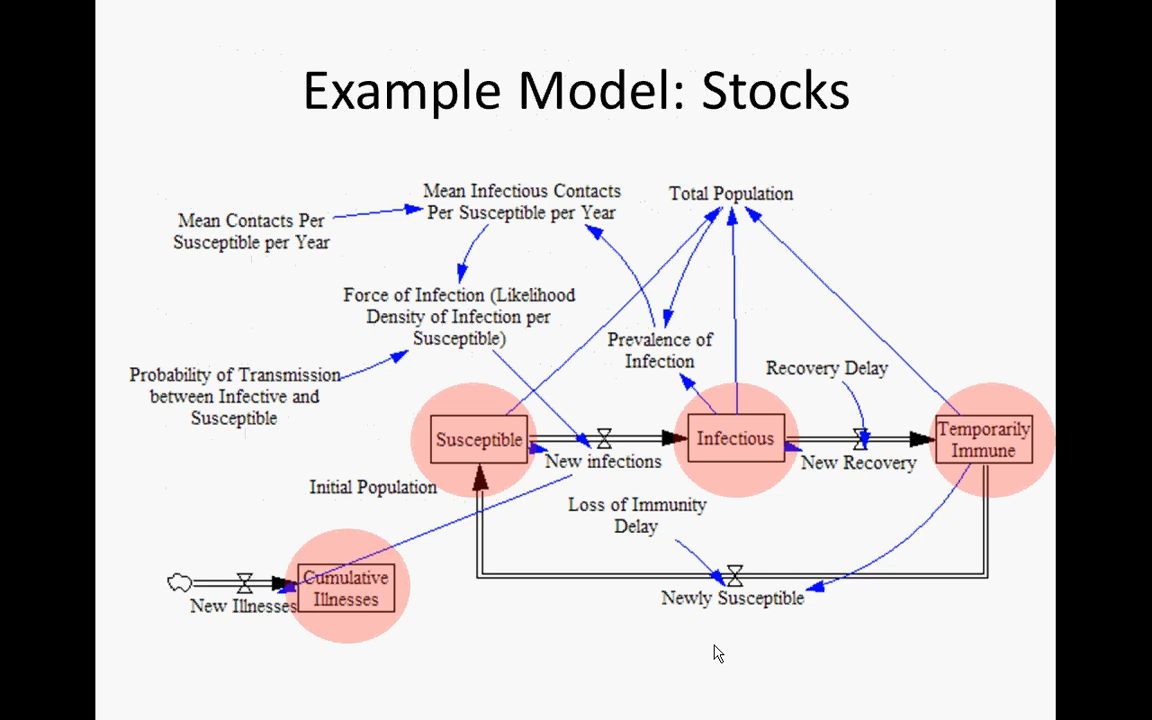 Example Model: Stocks
Mean Infectious Contacts
Per Susceptible per Year
Total Population
Mean Contacts Per
Susceptible per Year
Force of Infection (Likelihood
Density of Infection per
Susceptible)
Prevalence of
Infection
Recovery Delay
Probability of Transmission
between Infective and
Susceptible
Susceptible
Infectious
Temporarily
Immune
New infections
New Recovery
Initial Population
Loss of Immunity
Delay
Cumulative
Illnesses
New Illnesses
Newly Susceptible